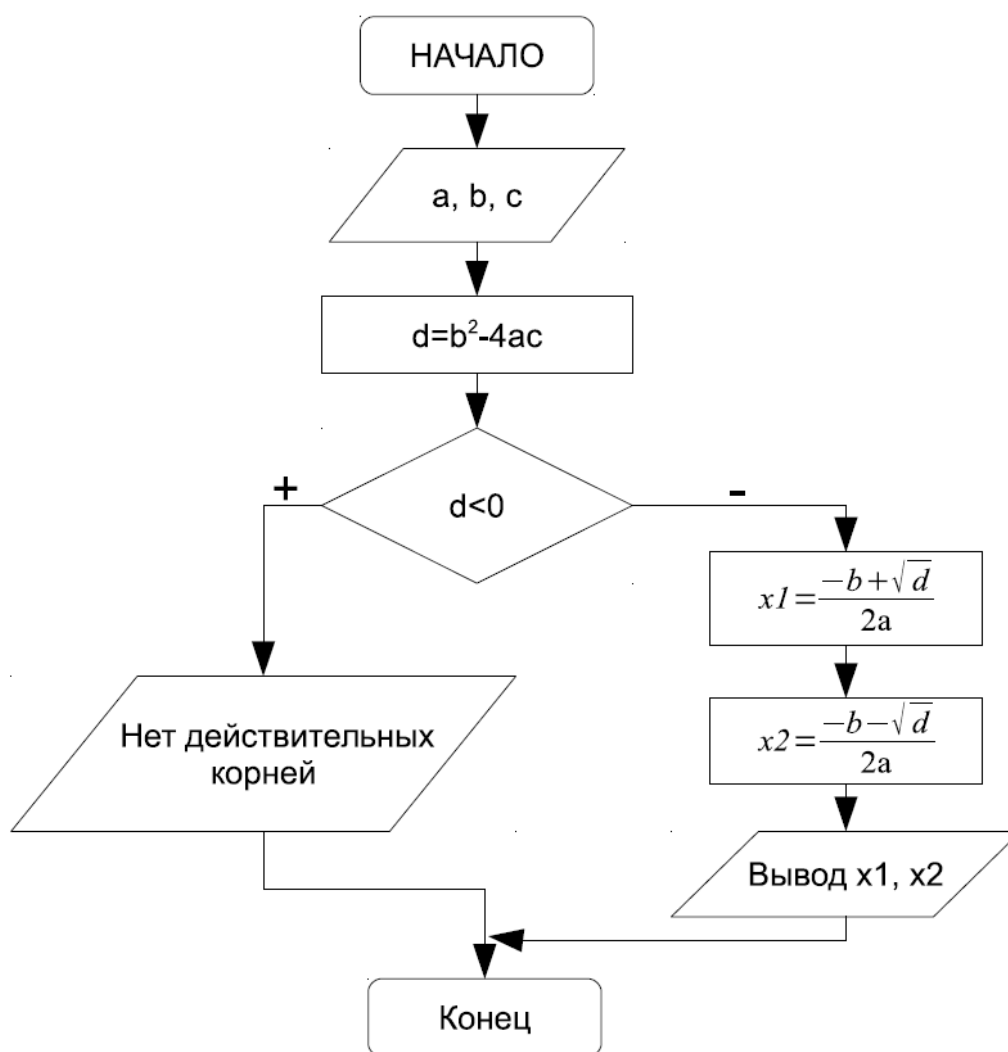 НАЧАЛО
a, b, c
d=b²-4ac
d<0
+
-
x1=(-b+√d)/2a
x2=(-b-√d)/2a
Нет действительных
корней
Вывод x1, x2
Конец